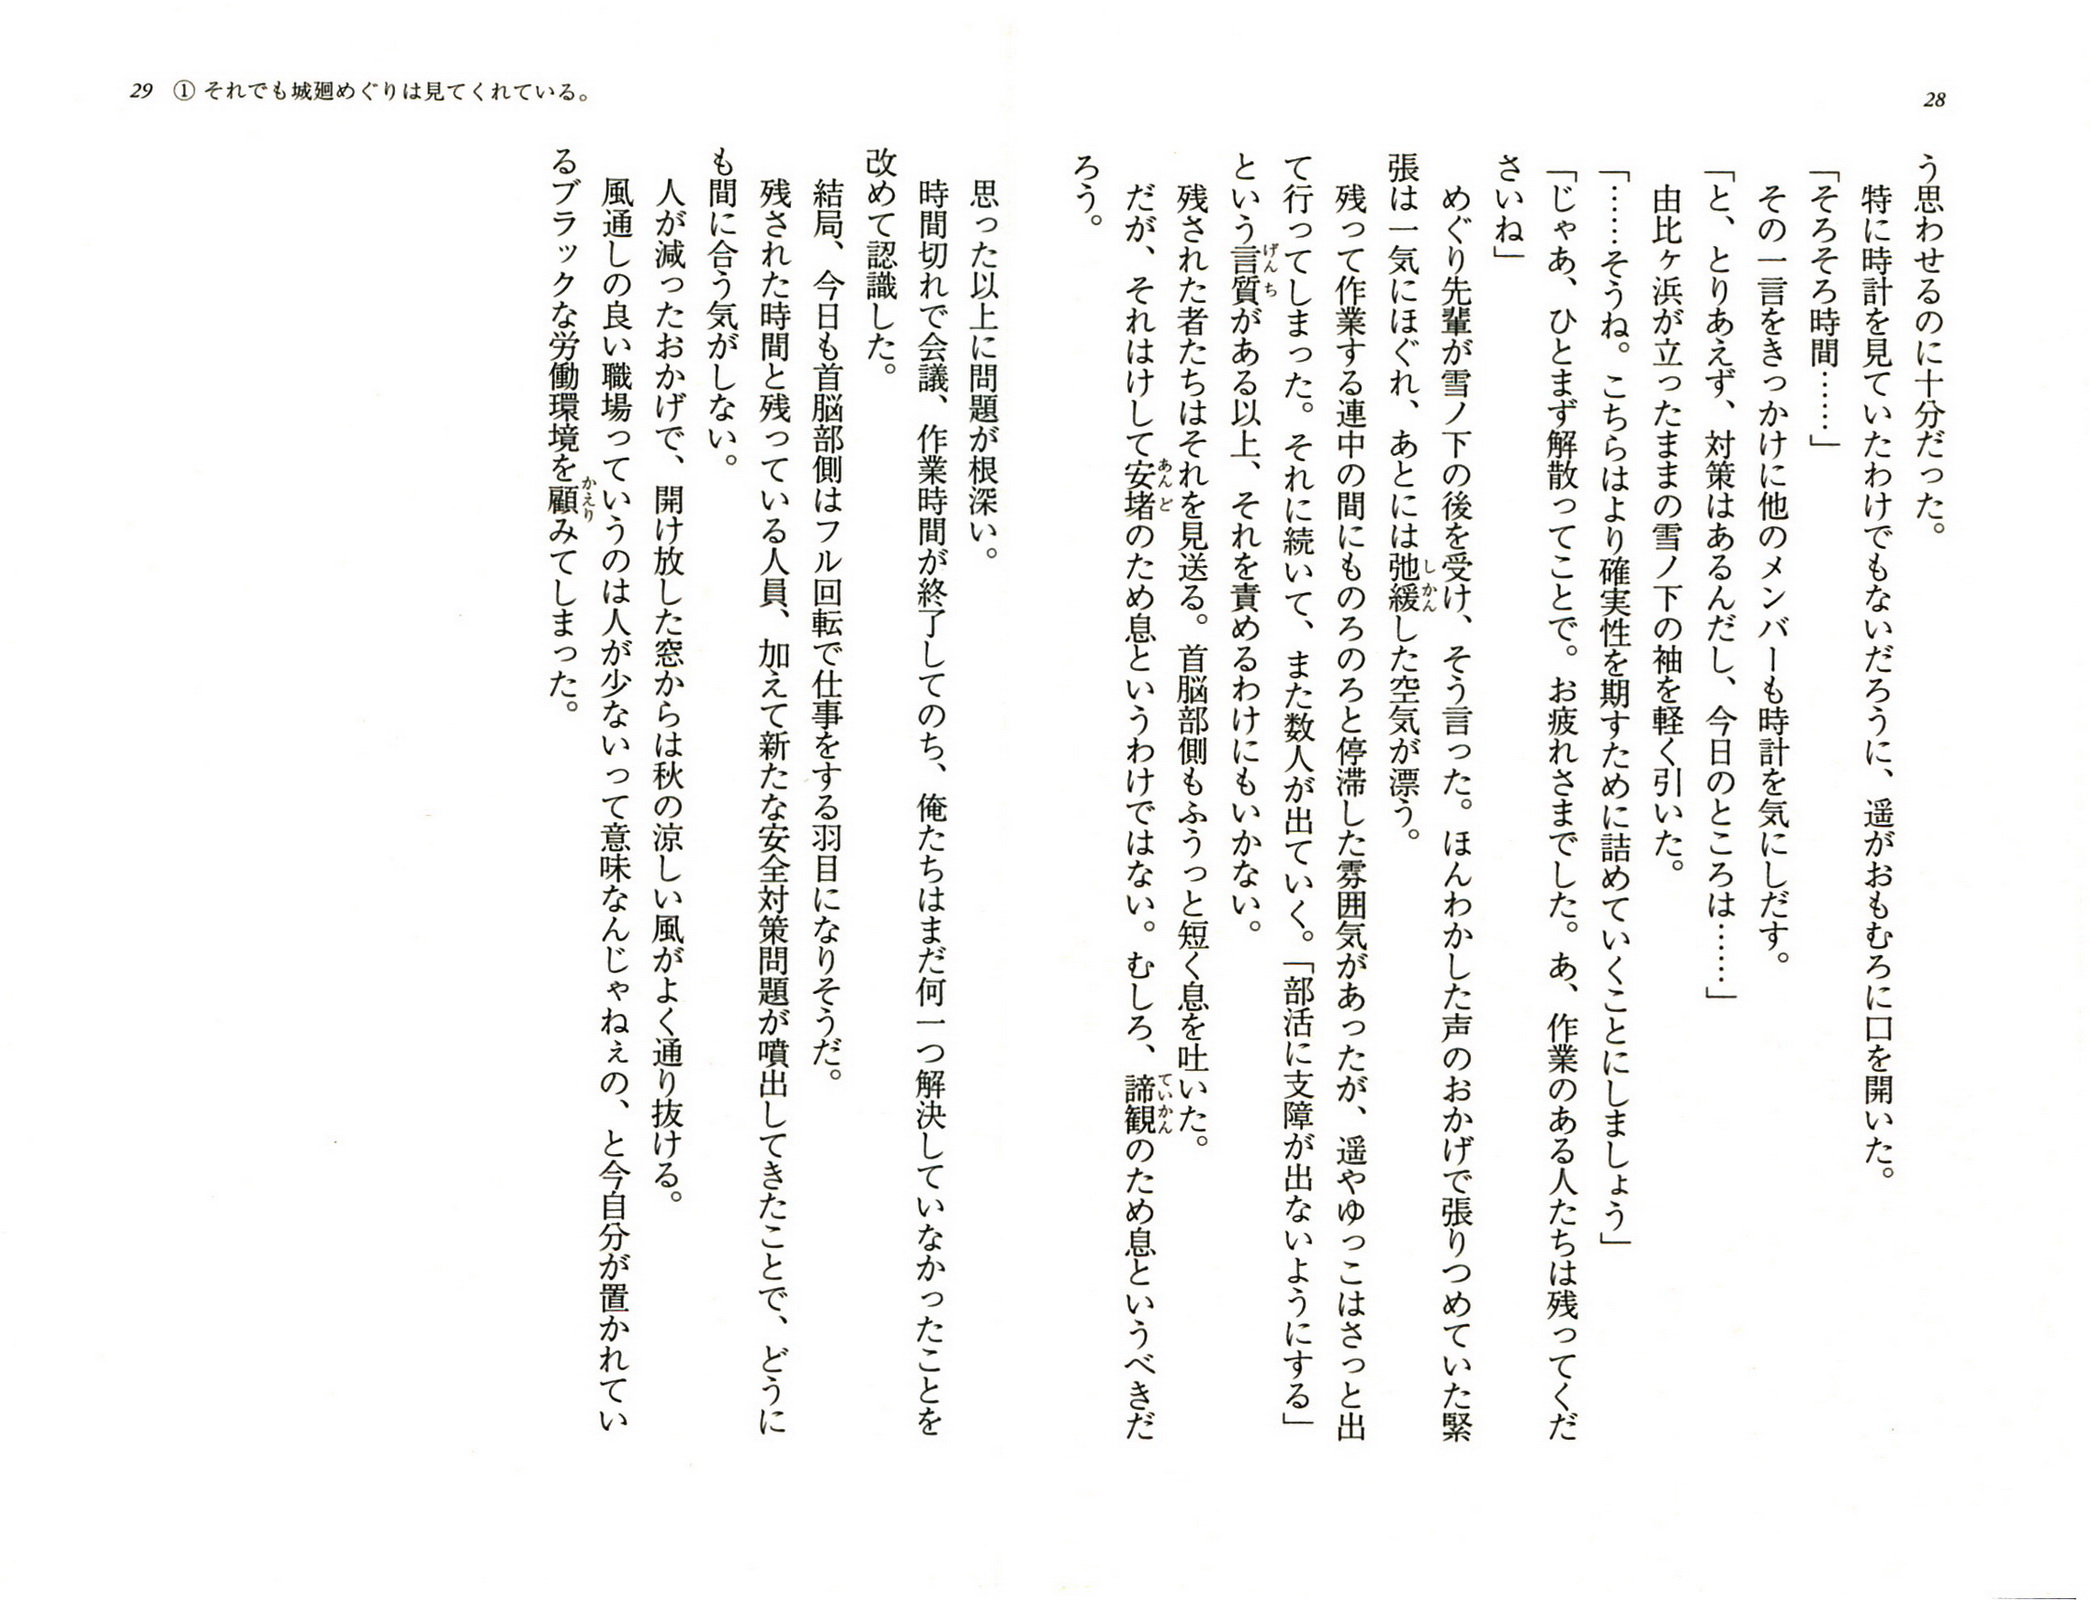 28
う思わせるのに十分だった。
特に時計を見ていたわけでもないだろうに、遥がおもむろに口を開いた。
「そろそろ時間……」
その一言をきっかけに他のメンバーも時計を気にしだす。
「と、とりあえず、対策はあるんだし、今日のところは……」
由比ヶ浜が立ったままの雪ノ下の袖を軽く引いた。
「……そうね。こちらはより確実性を期すために詰めていくことにしましょう」
「じゃあ、ひとまず解散ってことで。お疲れさまでした。あ、作業のある人たちは残ってくだ
さいね」
めぐり先輩が雪ノ下の後を受け、そう言った。ほんわかした声のおかげで張りつめていた緊
張は一気にほぐれ、あとには弛緩した空気が漂う。
残って作業する連中の間にものろのろと停滞した雰囲気があったが、遥やゆっこはさっと出
て行ってしまった。それに続いて、また数人が出ていく。「部活に支障が出ないようにする」
という言質がある以上、それを責めるわけにもいかない。
残された者たちはそれを見送る。首脳部側もふうっと短く息を吐いた。
だが、それはけして安堵のため息というわけではない。むしろ、諦観のため息というべきだ
ろう。
29 ① それでも城廻めぐりは見てくれている。
思った以上に問題が根深い。
時間切れで会議、作業時間が終了してのち、俺たちはまだ何一つ解決していなかったことを
改めて認識した。
結局、今日も首脳部側はフル回転で仕事をする羽目になりそうだ。
残された時間と残っている人員、加えて新たな安全対策問題が噴出してきたことで、どうに
も間に合う気がしない。
人が減ったおかげで、開け放した窓からは秋の涼しい風がよく通り抜ける。
風通しの良い職場っていうのは人が少ないって意味なんじゃねぇの、と今自分が置かれてい
るブラックな労働環境を顧みてしまった。